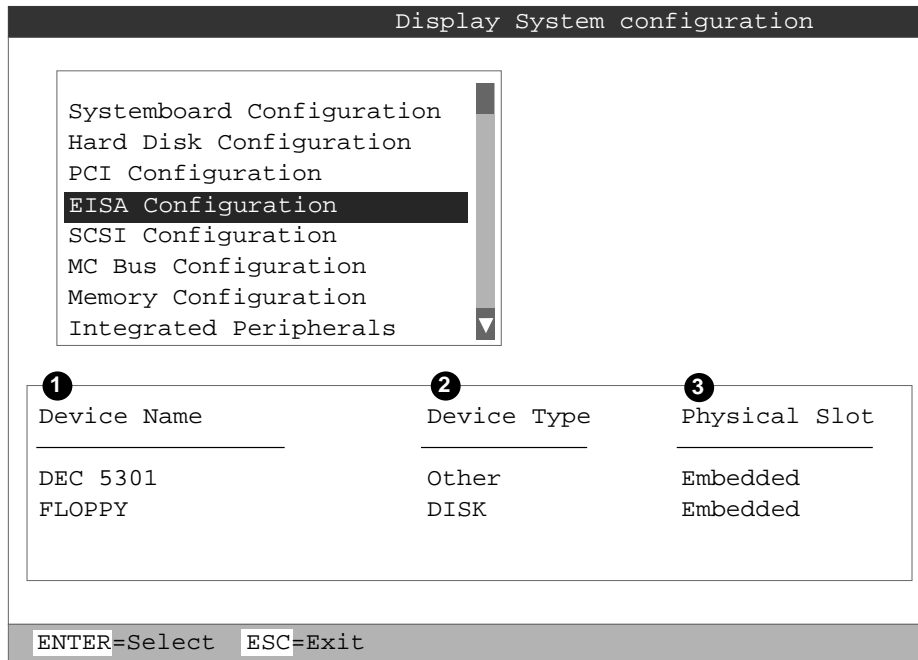 Display System configuration
Systemboard Configuration
Hard Disk Configuration
PCI Configuration
EISA Configuration
SCSI Configuration
MC Bus Configuration
Memory Configuration
Integrated Peripherals
1 2 3
Device Name Device Type Physical Slot
DEC 5301 Other Embedded
FLOPPY DISK Embedded
ENTER=Select ESC=Exit